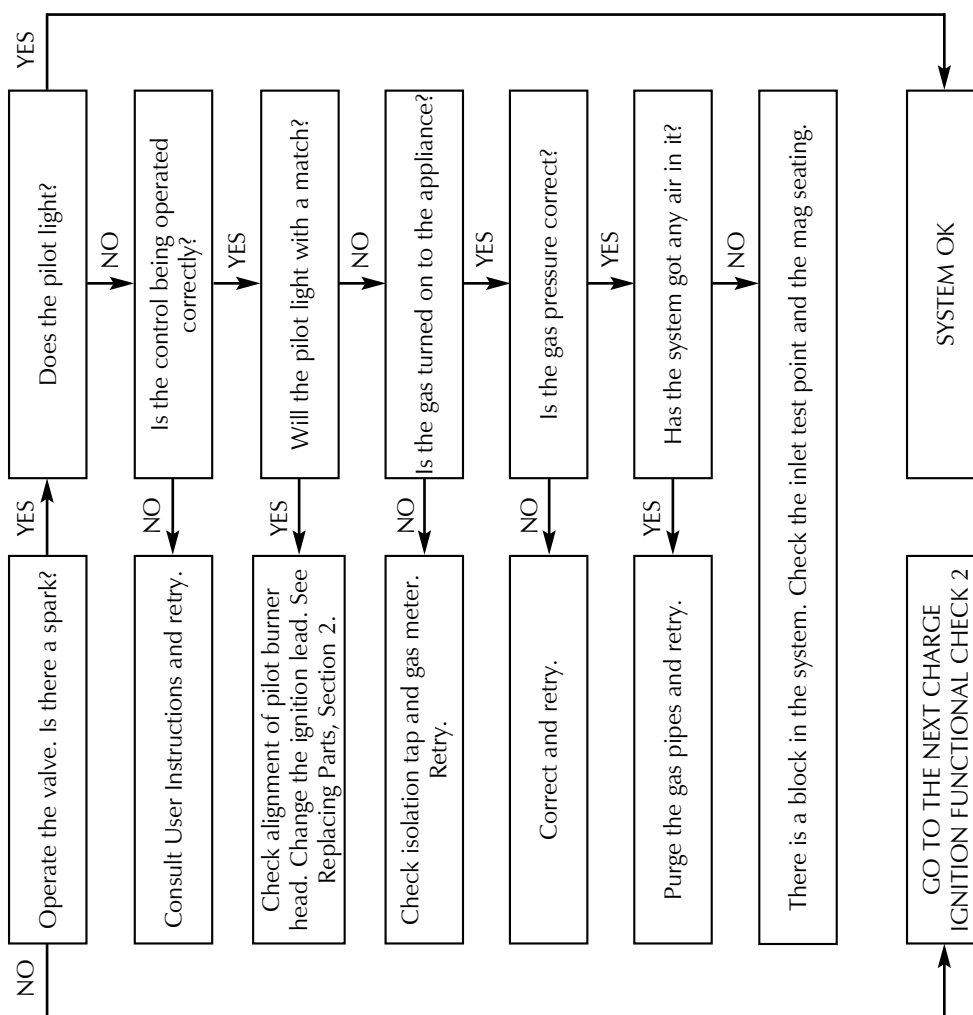 Operate the valve. Is there a spark?
NO
YES
Does the pilot light?
YES
NO
Consult User Instructions and retry.
NO
Is the control being operated
correctly?
YES
Check alignment of pilot burner
head. Change the ignition lead. See
Replacing Parts, Section 2.
YES
Will the pilot light with a match?
NO
Check isolation tap and gas meter.
Retry.
NO
Is the gas turned on to the appliance?
YES
Correct and retry.
NO
Is the gas pressure correct?
YES
Purge the gas pipes and retry.
YES
Has the system got any air in it?
NO
There is a block in the system. Check the inlet test point and the mag seating.
GO TO THE NEXT CHARGE
IGNITION FUNCTIONAL CHECK 2
SYSTEM OK